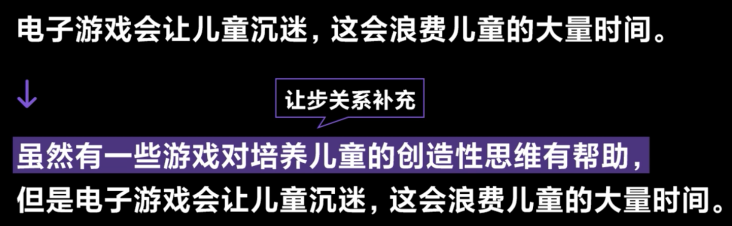 电子游戏会让儿童沉迷，这会浪费儿童的大量时间。
↓
让步关系补充
虽然有一些游戏对培养儿童的创造性思维有帮助，
但是电子游戏会让儿童沉迷，这会浪费儿童的大量时间。